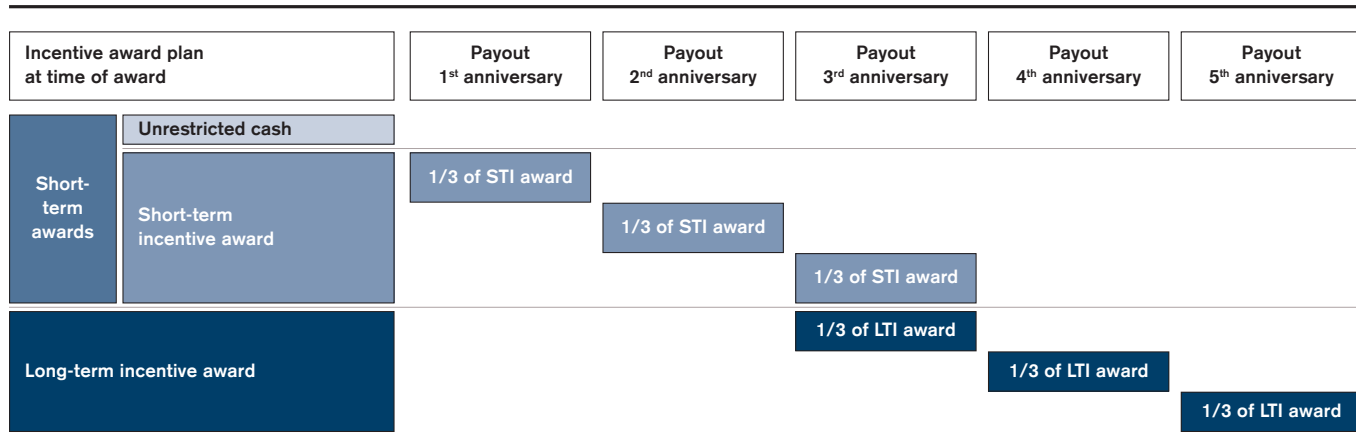 Incentive award plan
at time of award
Payout
1st anniversary
Payout
2nd anniversary
Payout
3rd anniversary
Payout
4th anniversary
Payout
5th anniversary
Short-
term
awards
Unrestricted cash
Short-term
incentive award
1/3 of STI award
1/3 of STI award
1/3 of STI award
Long-term incentive award
1/3 of LTI award
1/3 of LTI award
1/3 of LTI award